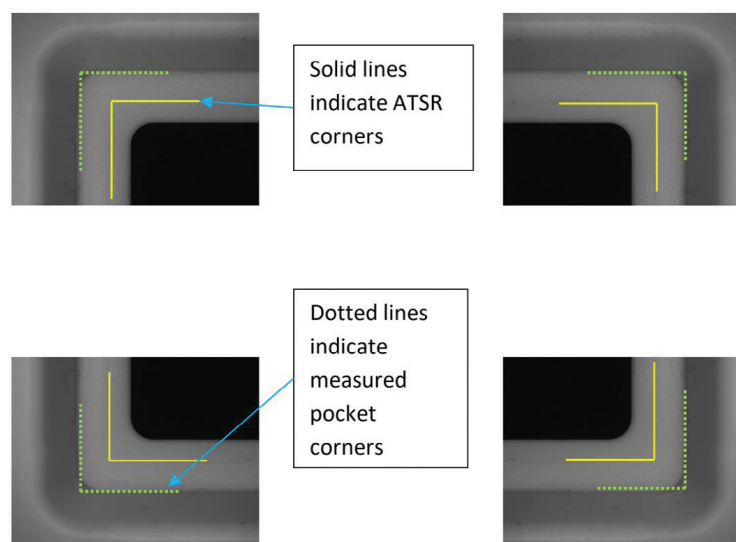 Solid lines
indicate ATSR
corners
Dotted lines
indicate
measured
pocket
corners